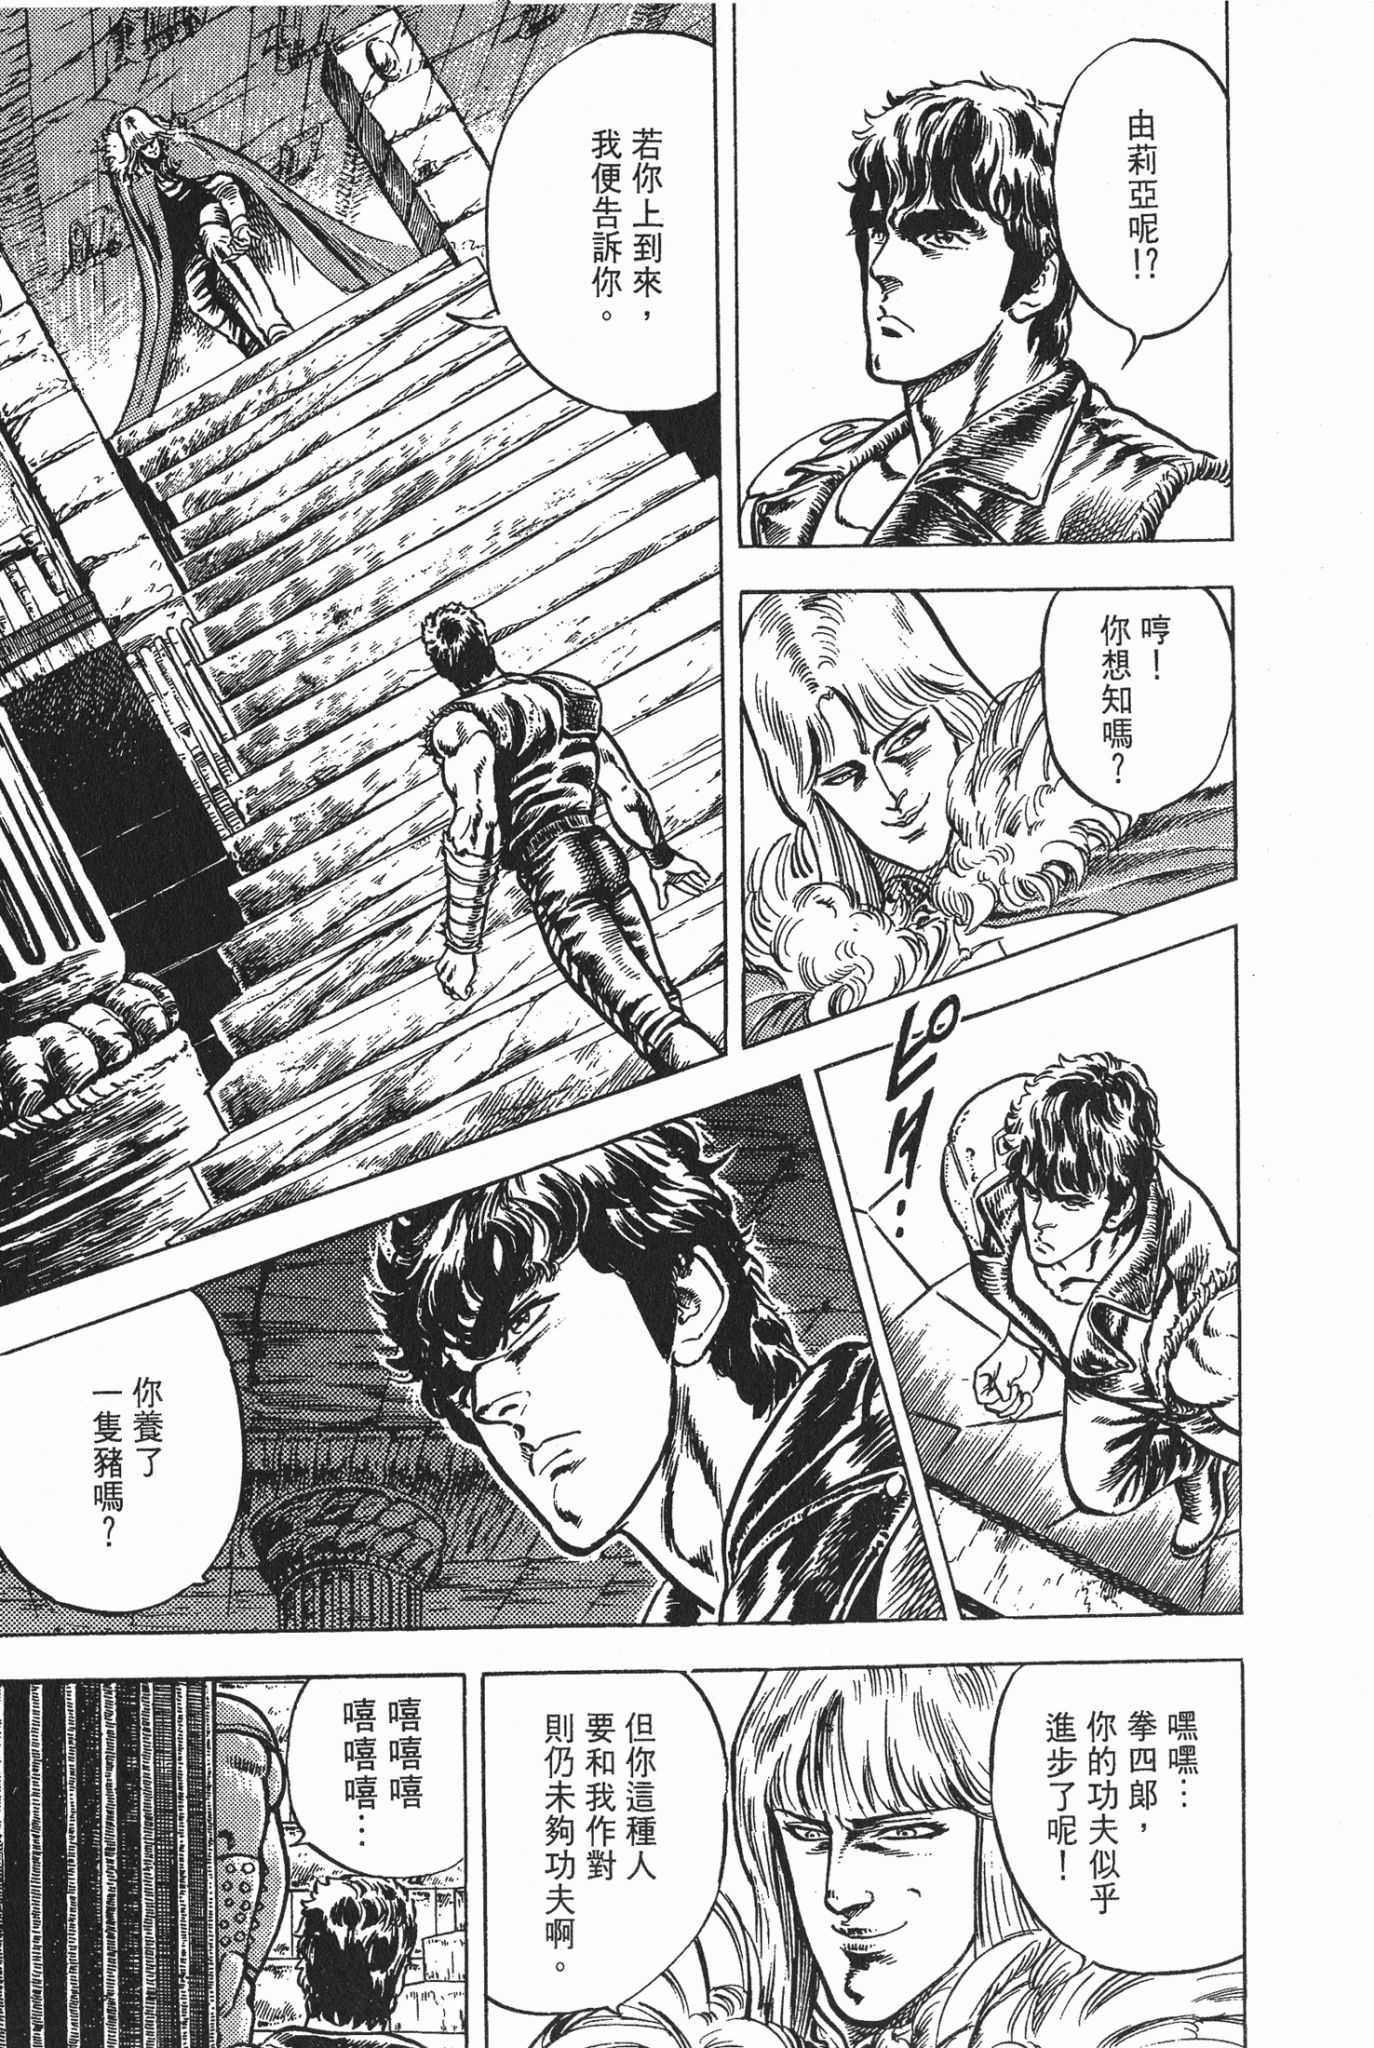 由莉亞呢!?
哼！
你想知嗎？
若你上到來，
我便告訴你。
ピクッ…
你養了
一隻豬嗎？
嘿嘿…
拳四郎，
你的功夫似乎
進步了呢！
但你這種人
要和我作對
則仍未夠功夫啊。
嘻嘻嘻
嘻嘻嘻…